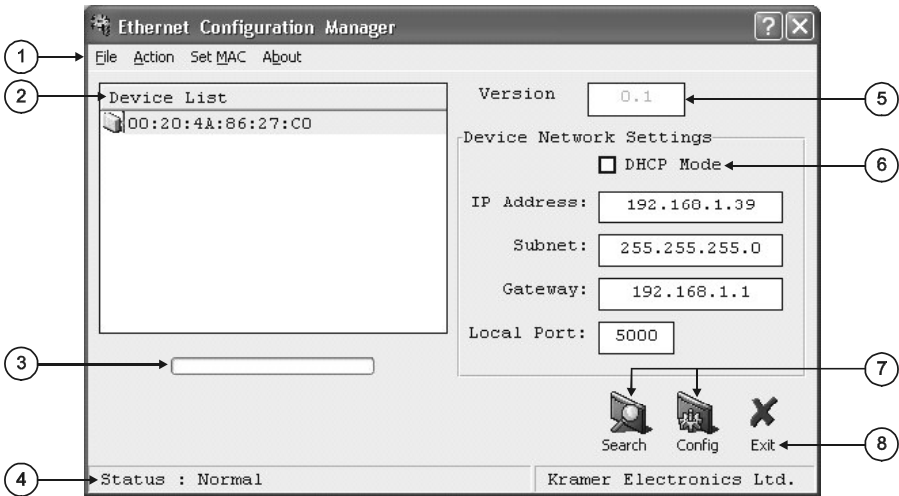 Ethernet Configuration Manager
1
File Action Set MAC About
2
Device List
Version 0.1
5
00:20:4A:86:27:C0
Device Network Settings
DHCP Mode
6
IP Address: 192.168.1.39
Subnet: 255.255.255.0
Gateway: 192.168.1.1
Local Port: 5000
3
7
Search Config Exit
8
4
Status : Normal
Kramer Electronics Ltd.